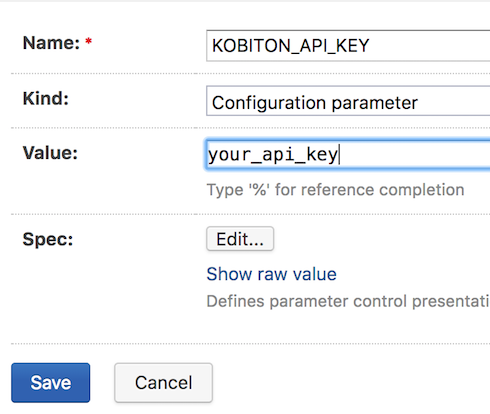 Name: *
KOBITON_API_KEY
Kind:
Configuration parameter
Value:
your_api_key
Type '%' for reference completion
Spec:
Edit...
Show raw value
Defines parameter control presentati
Save
Cancel